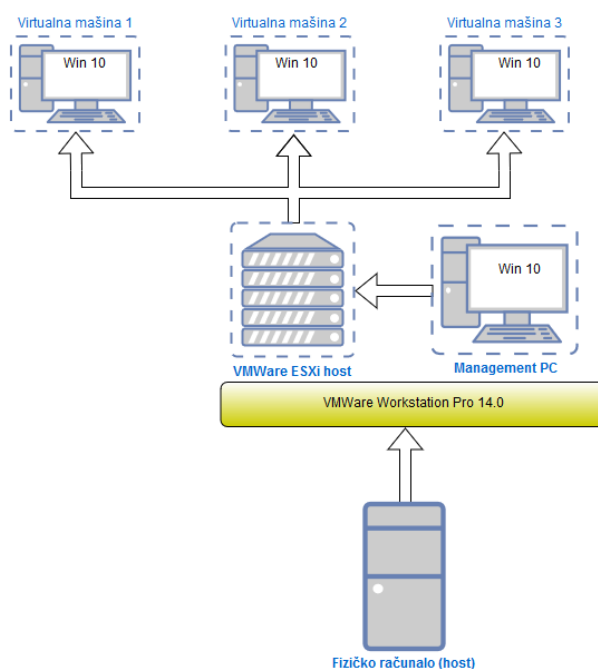 Virtualna mašina 1
Virtualna mašina 2
Virtualna mašina 3
Win 10
Win 10
Win 10
Win 10
VMWare ESXi host
Management PC
VMWare Workstation Pro 14.0
Fizičko računalo (host)